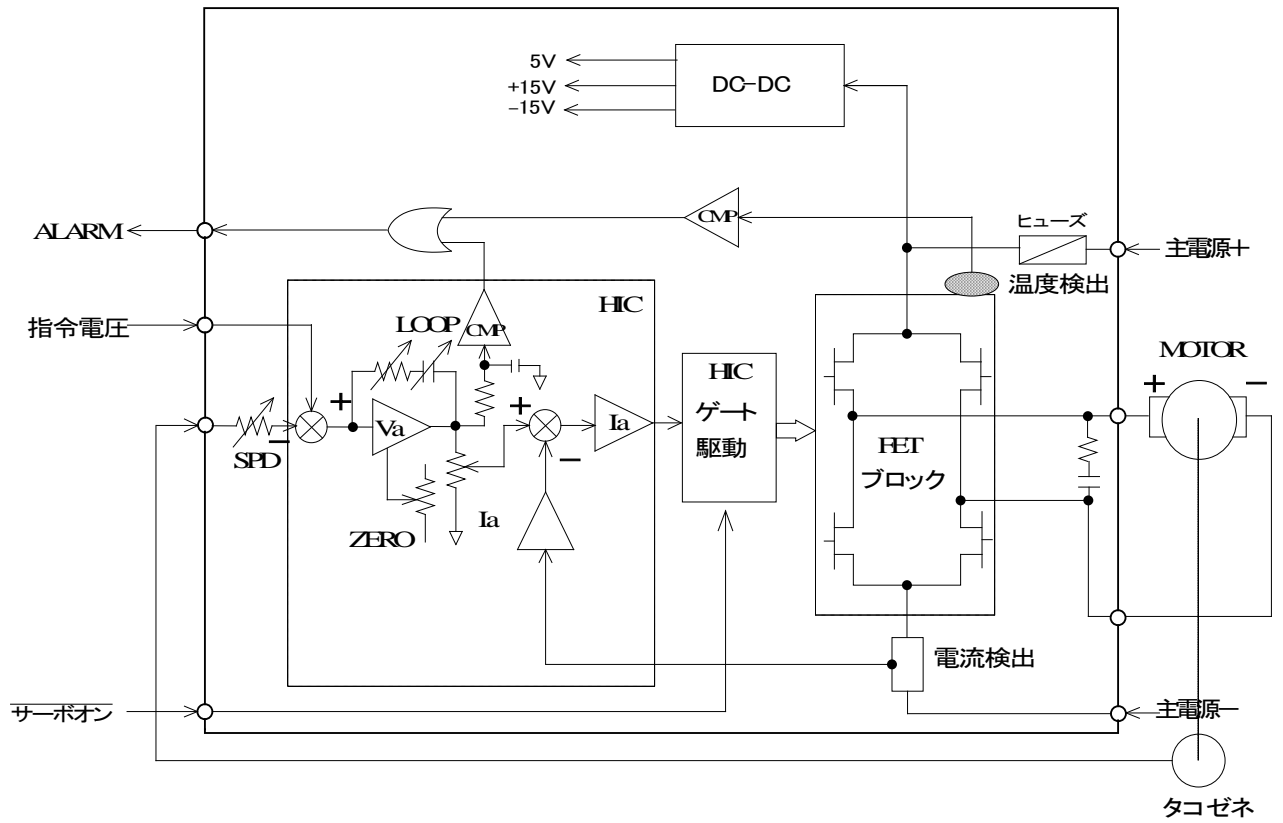 5V
+15V
-15V
DC-DC
ヒューズ
CMP
ALARM
主電源＋
温度検出
HIC
指令電圧
LOOP
CMP
MOTOR
HIC
ゲート
駆動
+
-
+
+
Va
Ia
-
SPD
FET
ブロック
-
Ia
ZERO
電流検出
サーボオン
主電源－
タコゼネ